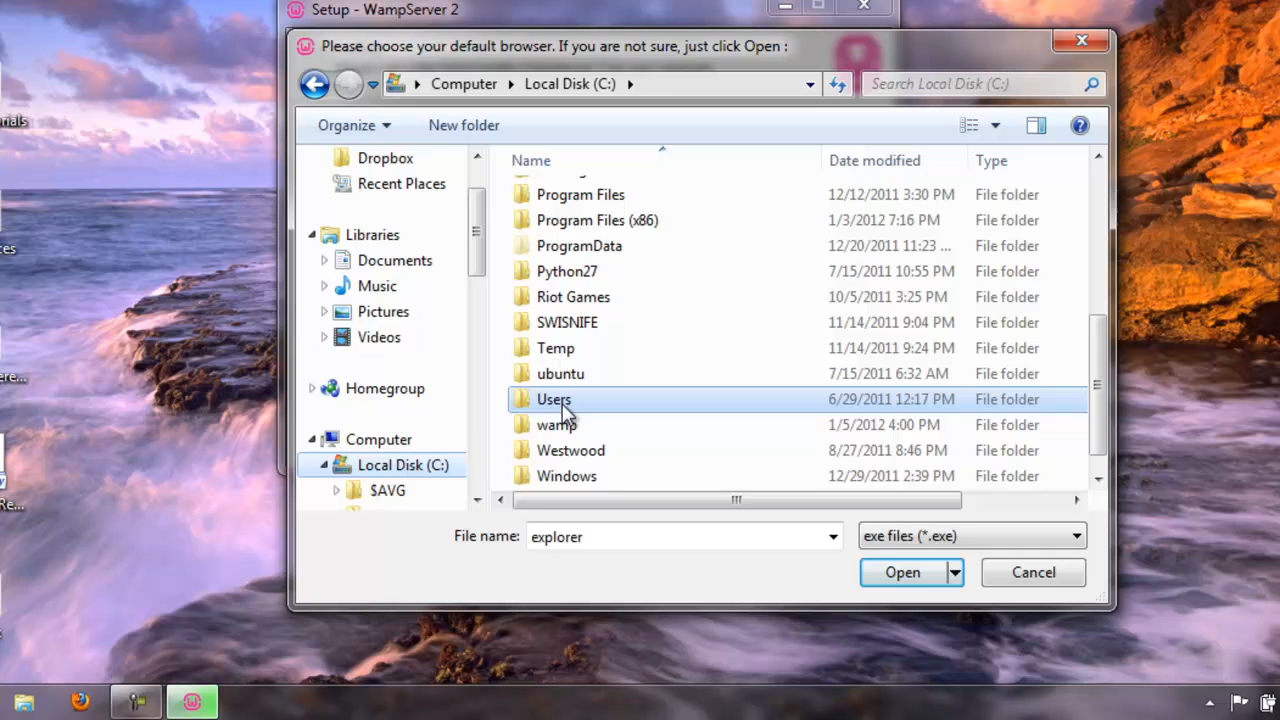 Setup - WampServer 2
Please choose your default browser. If you are not sure, just click Open :
Computer Local Disk (C:)
Search Local Disk (C:)
Organize New folder
Name Date modified Type
Dropbox
Recent Places
Libraries
Documents
Music
Pictures
Videos
Homegroup
Computer
Local Disk (C:)
$AVG
Program Files 12/12/2011 3:30 PM File folder
Program Files (x86) 1/3/2012 7:16 PM File folder
ProgramData 12/20/2011 11:23 ... File folder
Python27 7/15/2011 10:55 PM File folder
Riot Games 10/5/2011 3:25 PM File folder
SWISNIFE 11/14/2011 9:04 PM File folder
Temp 11/14/2011 9:24 PM File folder
ubuntu 7/15/2011 6:32 AM File folder
Users 6/29/2011 12:17 PM File folder
wamp 1/5/2012 4:00 PM File folder
Westwood 8/27/2011 8:46 PM File folder
Windows 12/29/2011 2:39 PM File folder
File name: explorer exe files (*.exe)
Open Cancel